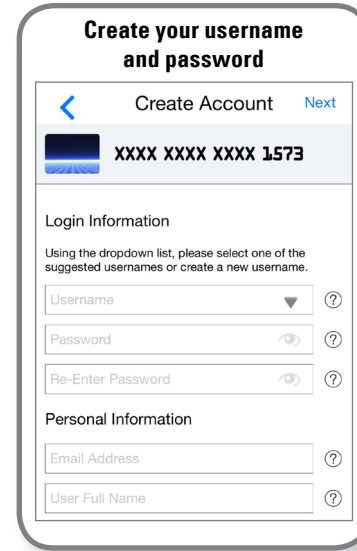 Create your username
and password
Create Account Next
XXXX XXXX XXXX 1573
Login Information
Using the dropdown list, please select one of the
suggested usernames or create a new username.
Username
?
Password
?
Re-Enter Password
?
Personal Information
Email Address
?
User Full Name
?